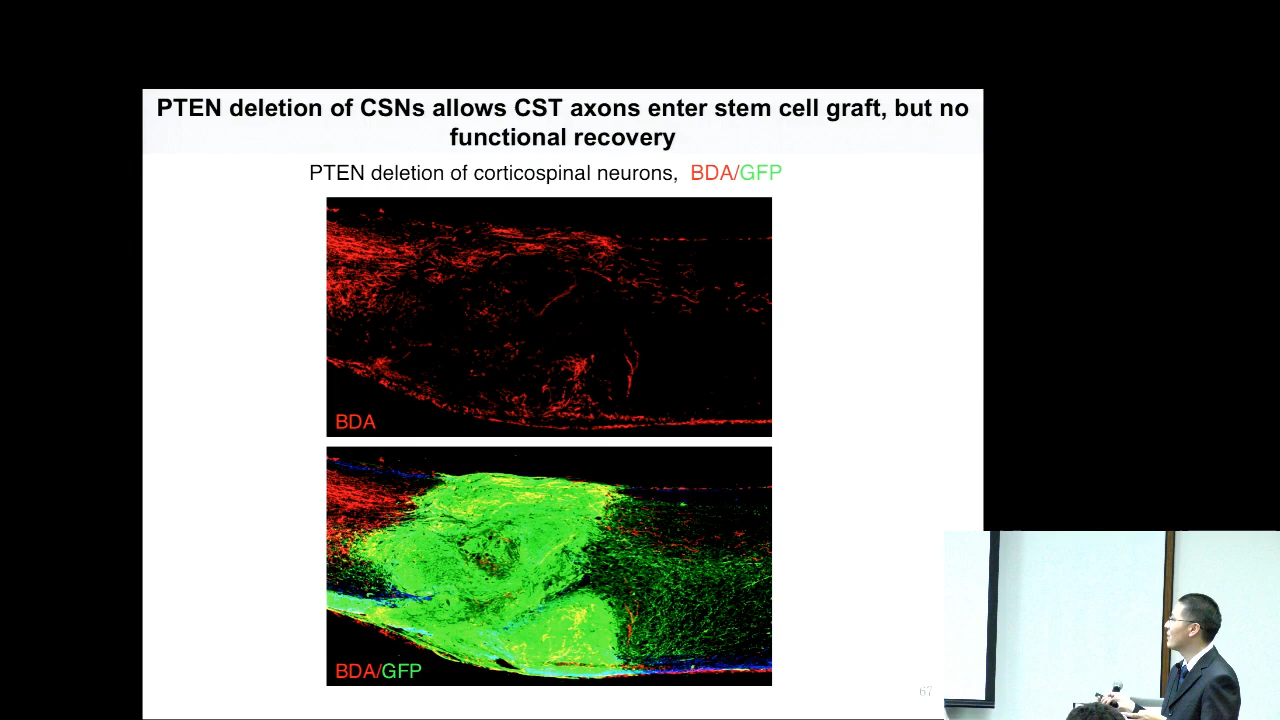 PTEN deletion of CSNs allows CST axons enter stem cell graft, but no
functional recovery
PTEN deletion of corticospinal neurons, BDA/GFP
BDA
BDA/GFP
67